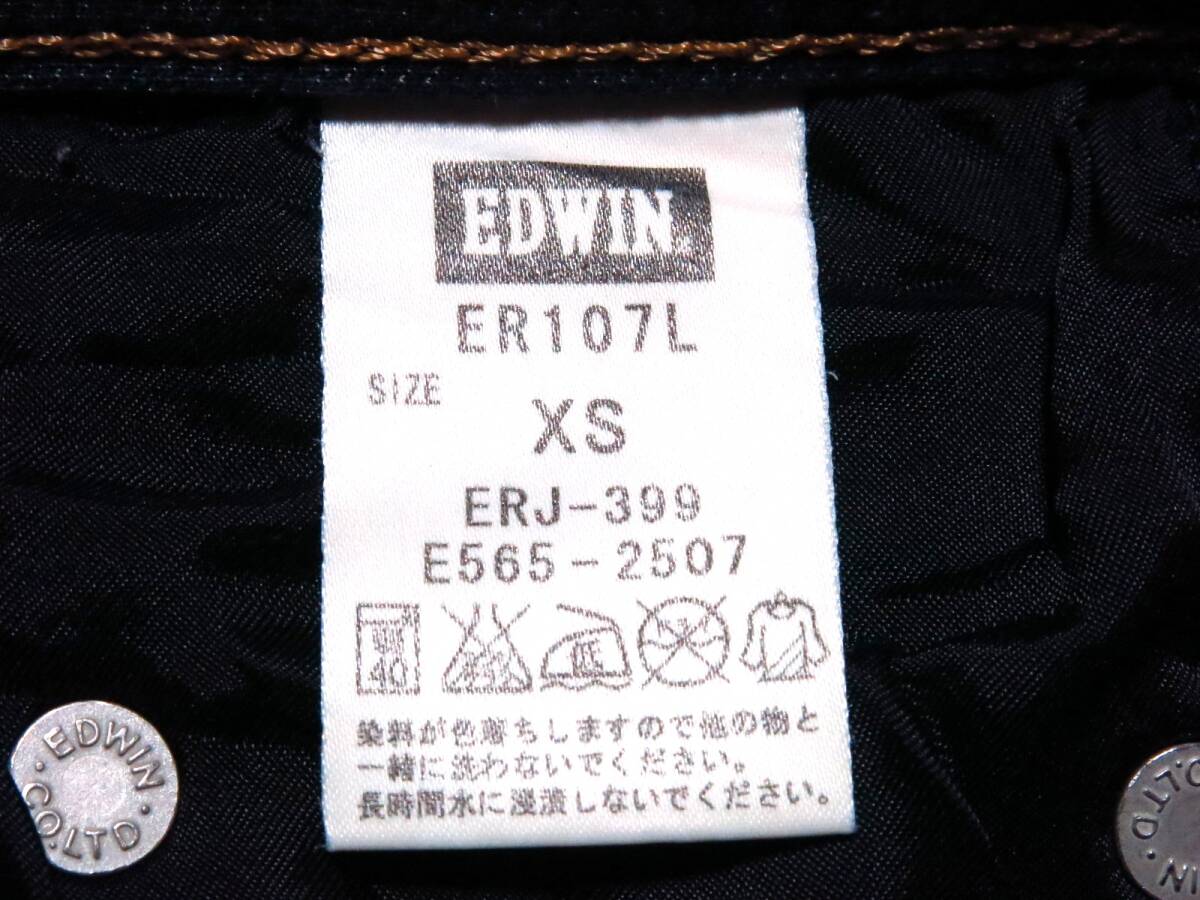 EDWIN
ER107L
SIZE
XS
ERJ-399
E565-2507
40
低
染料が色落ちしますので他の物と
一緒に洗わないでください。
長時間水に浸漬しないでください。
EDWIN
CO.LTD.